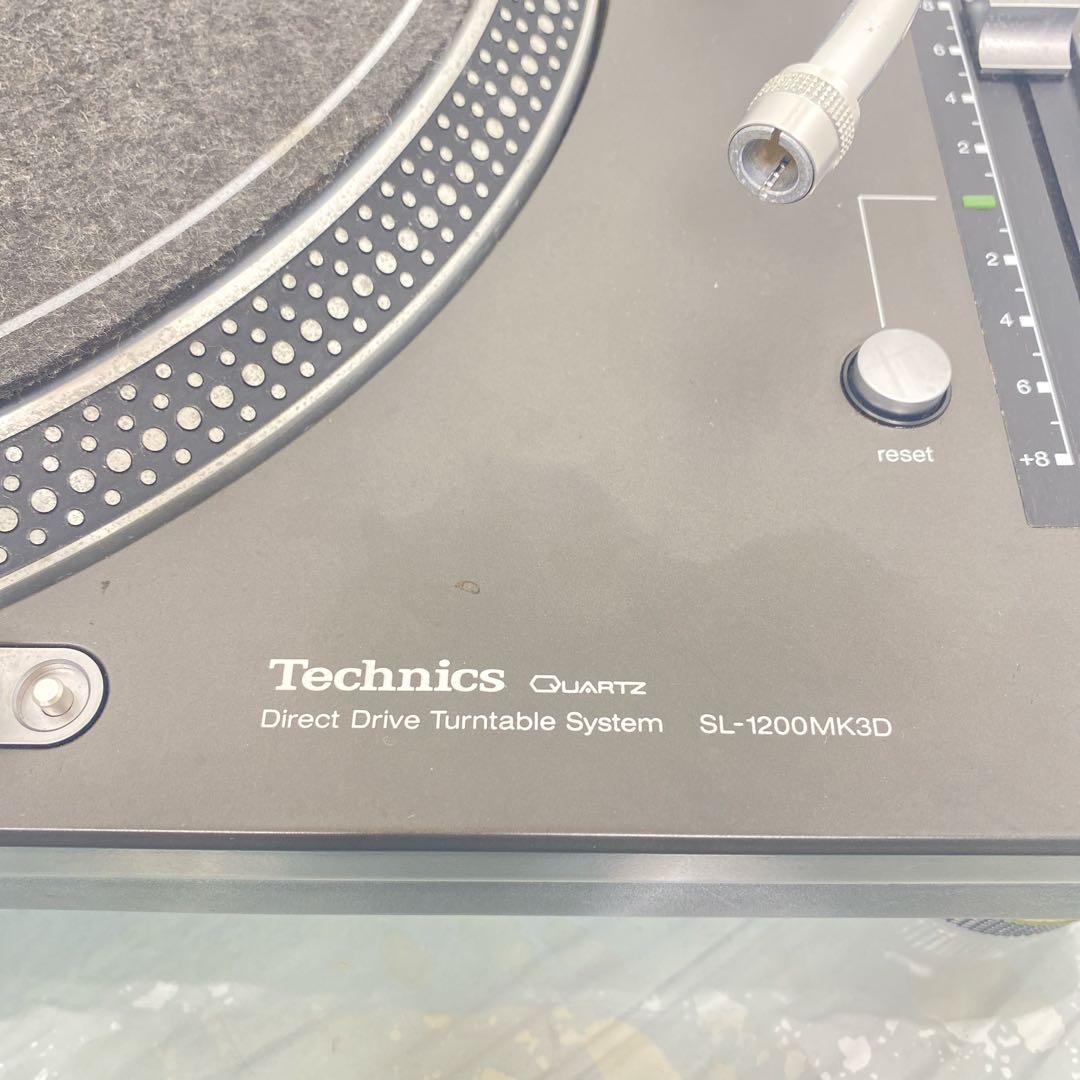 8
6
4
2
2
4
6
+8
reset
Technics QUARTZ
Direct Drive Turntable System SL-1200MK3D